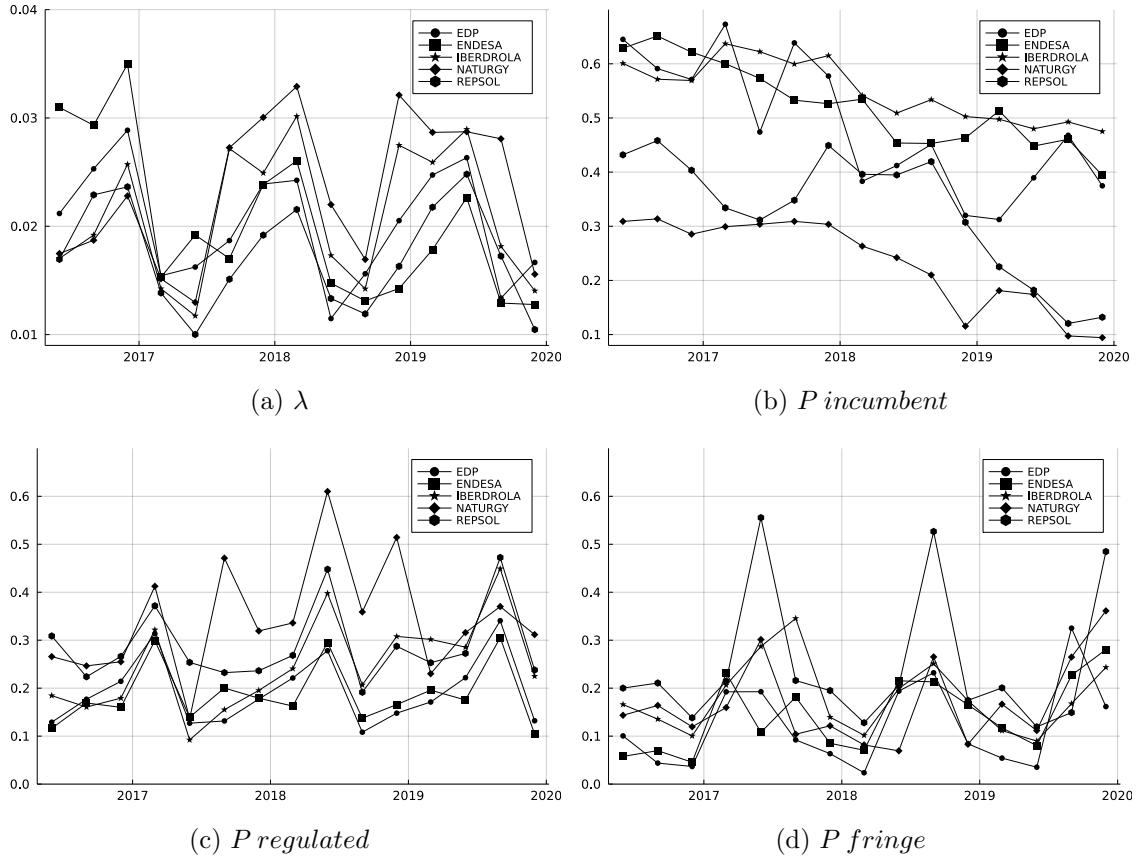 0.04
0.03
0.02
0.01
EDP
ENDESA
IBERDROLA
NATURGY
REPSOL
2017 2018 2019 2020
(a) λ
0.6
0.5
0.4
0.3
0.2
0.1
EDP
ENDESA
IBERDROLA
NATURGY
REPSOL
2017 2018 2019 2020
(b) P incumbent
0.6
0.5
0.4
0.3
0.2
0.1
0.0
EDP
ENDESA
IBERDROLA
NATURGY
REPSOL
2017 2018 2019 2020
(c) P regulated
0.6
0.5
0.4
0.3
0.2
0.1
0.0
EDP
ENDESA
IBERDROLA
NATURGY
REPSOL
2017 2018 2019 2020
(d) P fringe